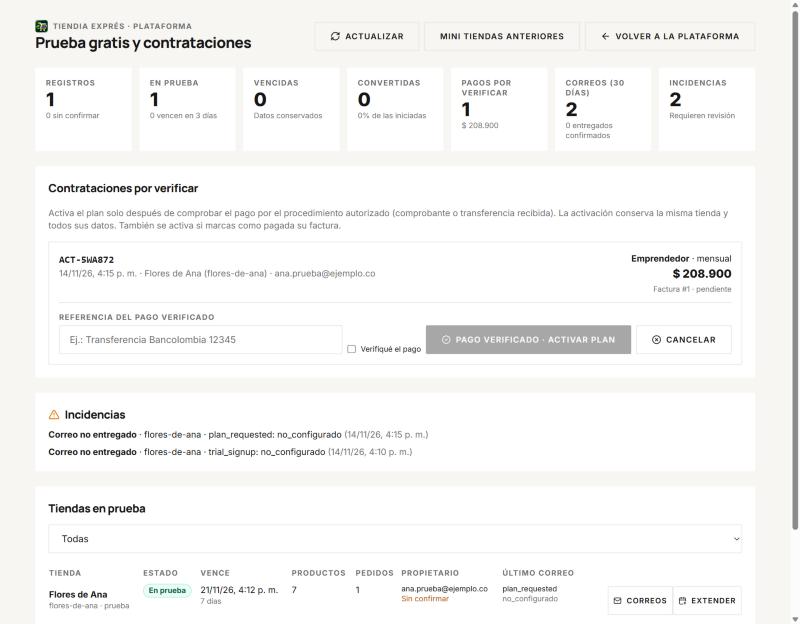 TIENDIA EXPRÉS · PLATAFORMA
Prueba gratis y contrataciones
ACTUALIZAR
MINI TIENDAS ANTERIORES
VOLVER A LA PLATAFORMA
REGISTROS
1
0 sin confirmar
EN PRUEBA
1
0 vencen en 3 días
VENCIDAS
0
Datos conservados
CONVERTIDAS
0
0% de las iniciadas
PAGOS POR
VERIFICAR
1
$ 208.900
CORREOS (30
DÍAS)
2
0 entregados
confirmados
INCIDENCIAS
2
Requieren revisión
Contrataciones por verificar
Activa el plan solo después de comprobar el pago por el procedimiento autorizado (comprobante o transferencia recibida). La activación conserva la misma tienda y
todos sus datos. También se activa si marcas como pagada su factura.
ACT-5WA872
14/11/26, 4:15 p. m. · Flores de Ana (flores-de-ana) · ana.prueba@ejemplo.co
Emprendedor · mensual
$ 208.900
Factura #1 · pendiente
REFERENCIA DEL PAGO VERIFICADO
Ej.: Transferencia Bancolombia 12345
Verifiqué el pago
PAGO VERIFICADO · ACTIVAR PLAN
CANCELAR
Incidencias
Correo no entregado · flores-de-ana · plan_requested: no_configurado (14/11/26, 4:15 p. m.)
Correo no entregado · flores-de-ana · trial_signup: no_configurado (14/11/26, 4:10 p. m.)
Tiendas en prueba
Todas
TIENDA ESTADO VENCE PRODUCTOS PEDIDOS PROPIETARIO ÚLTIMO CORREO
Flores de Ana
flores-de-ana · prueba
En prueba
21/11/26, 4:12 p. m.
7 días
7
1
ana.prueba@ejemplo.co
Sin confirmar
plan_requested
no_configurado
CORREOS
EXTENDER